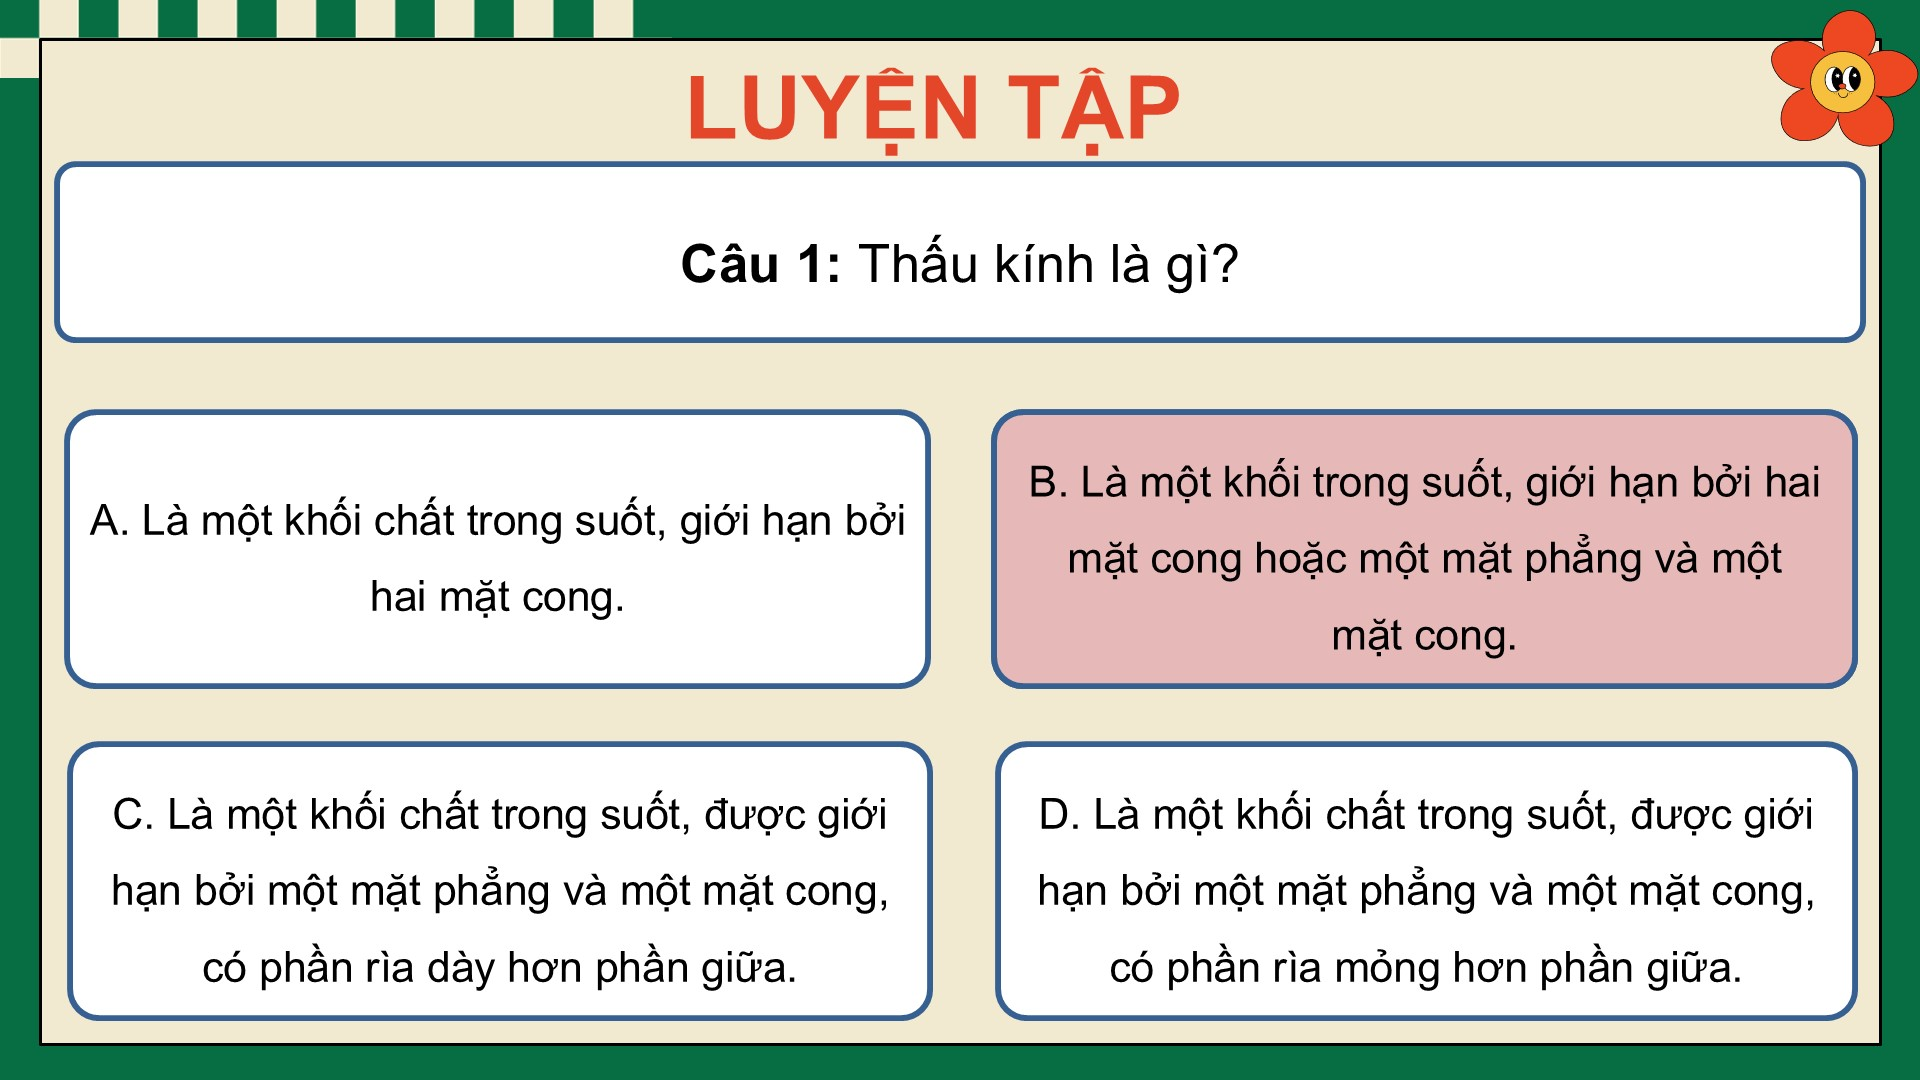 LUYỆN TẬP
Câu 1: Thấu kính là gì?
A. Là một khối chất trong suốt, giới hạn bởi
hai mặt cong.
B. Là một khối trong suốt, giới hạn bởi hai
mặt cong hoặc một mặt phẳng và một
mặt cong.
C. Là một khối chất trong suốt, được giới
hạn bởi một mặt phẳng và một mặt cong,
có phần rìa dày hơn phần giữa.
D. Là một khối chất trong suốt, được giới
hạn bởi một mặt phẳng và một mặt cong,
có phần rìa mỏng hơn phần giữa.